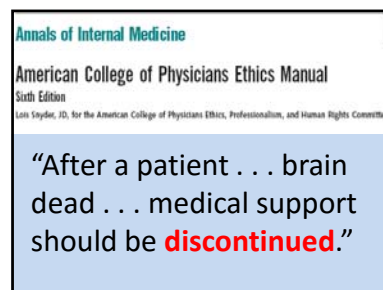 Annals of Internal Medicine
American College of Physicians Ethics Manual
Sixth Edition
Lois Snyder, JD, for the American College of Physicians Ethics, Professionalism, and Human Rights Committe
“After a patient . . . brain
dead . . . medical support
should be discontinued.”